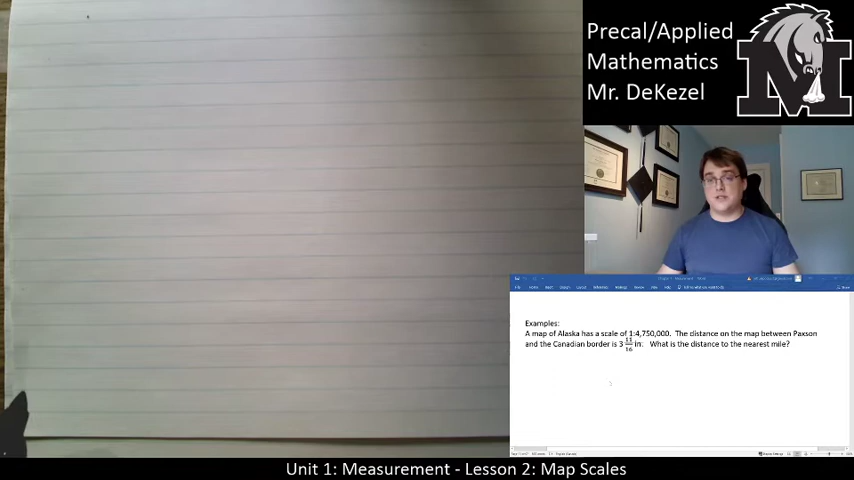 Precal/Applied
Mathematics
Mr. DeKezel
M
Examples:
A map of Alaska has a scale of 1:4,750,000. The distance on the map between Paxson
and the Canadian border is 3 11/16 in. What is the distance to the nearest mile?
Unit 1: Measurement - Lesson 2: Map Scales